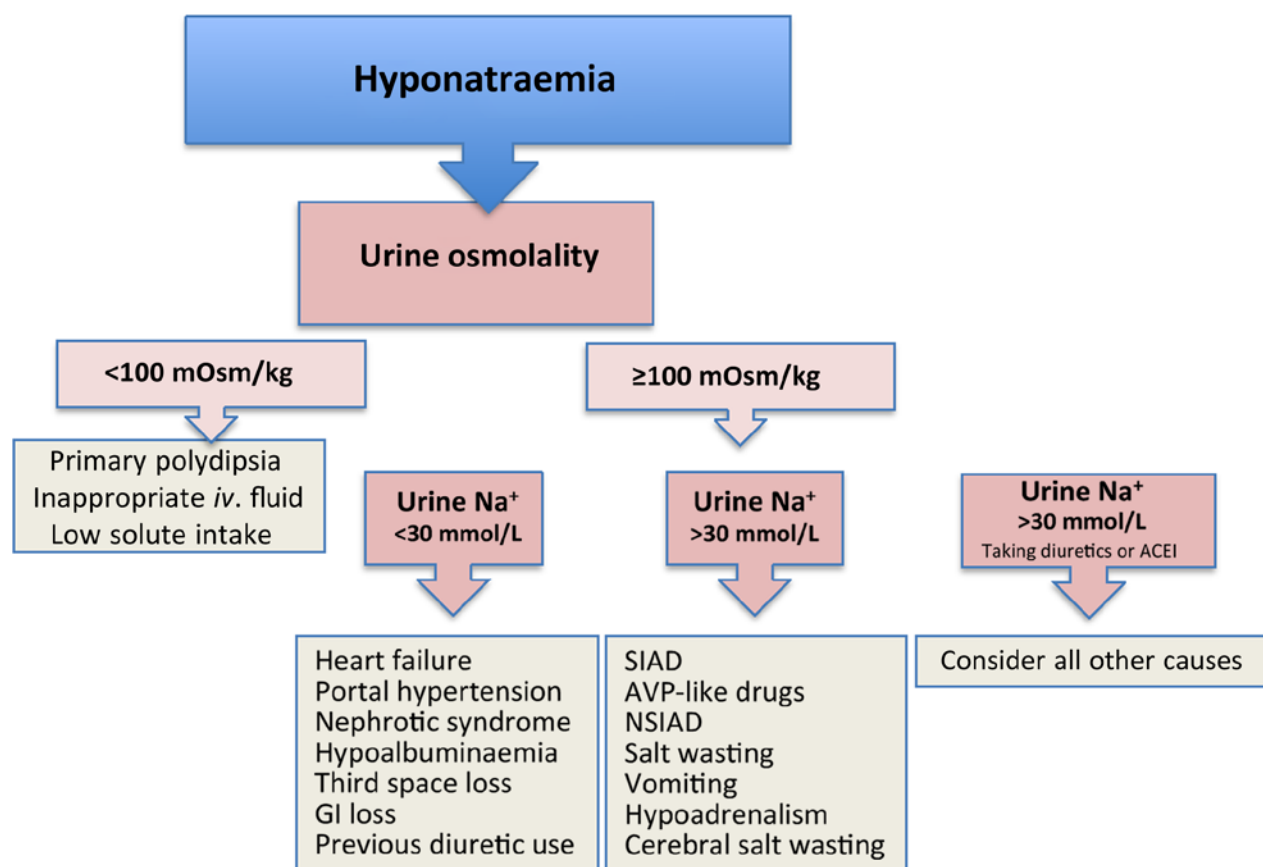 Hyponatraemia
Urine osmolality
<100 mOsm/kg
≥100 mOsm/kg
Primary polydipsia
Inappropriate iv. fluid
Low solute intake
Urine Na⁺
<30 mmol/L
Urine Na⁺
>30 mmol/L
Urine Na⁺
>30 mmol/L
Taking diuretics or ACEI
Heart failure
Portal hypertension
Nephrotic syndrome
Hypoalbuminaemia
Third space loss
GI loss
Previous diuretic use
SIAD
AVP-like drugs
NSIAD
Salt wasting
Vomiting
Hypoadrenalism
Cerebral salt wasting
Consider all other causes